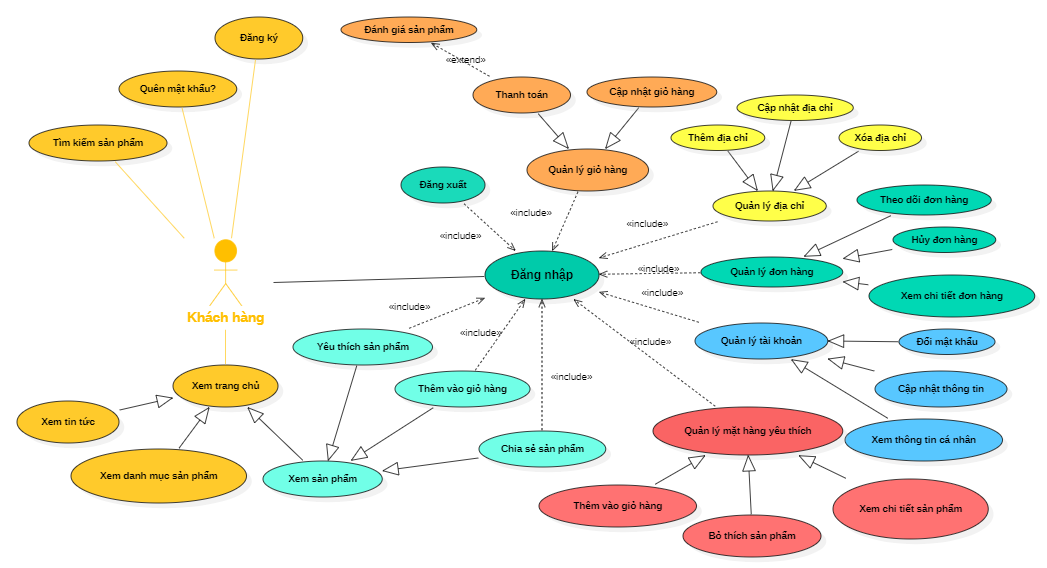 Đăng ký
Đánh giá sản phẩm
«extend»
Quên mật khẩu?
Thanh toán
Cập nhật giỏ hàng
Cập nhật địa chỉ
Tìm kiếm sản phẩm
Thêm địa chỉ
Xóa địa chỉ
Quản lý giỏ hàng
Đăng xuất
Theo dõi đơn hàng
Quản lý địa chỉ
«include»
«include»
«include»
Hủy đơn hàng
Đăng nhập
«include»
Quản lý đơn hàng
Xem chi tiết đơn hàng
«include»
«include»
Khách hàng
«include»
«include»
Quản lý tài khoản
Đổi mật khẩu
Yêu thích sản phẩm
«include»
Xem trang chủ
Thêm vào giỏ hàng
Cập nhật thông tin
Xem tin tức
Quản lý mặt hàng yêu thích
Xem thông tin cá nhân
Chia sẻ sản phẩm
Xem danh mục sản phẩm
Xem sản phẩm
Thêm vào giỏ hàng
Xem chi tiết sản phẩm
Bỏ thích sản phẩm